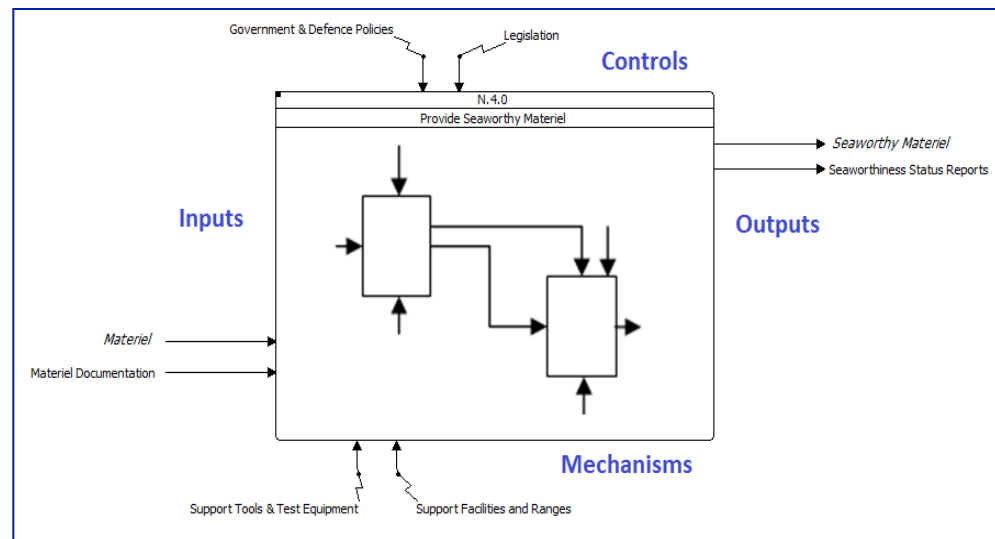 Government & Defence Policies
Legislation
Controls
N.4.0
Provide Seaworthy Materiel
Seaworthy Materiel
Seaworthiness Status Reports
Inputs
Outputs
Materiel
Materiel Documentation
Mechanisms
Support Tools & Test Equipment
Support Facilities and Ranges